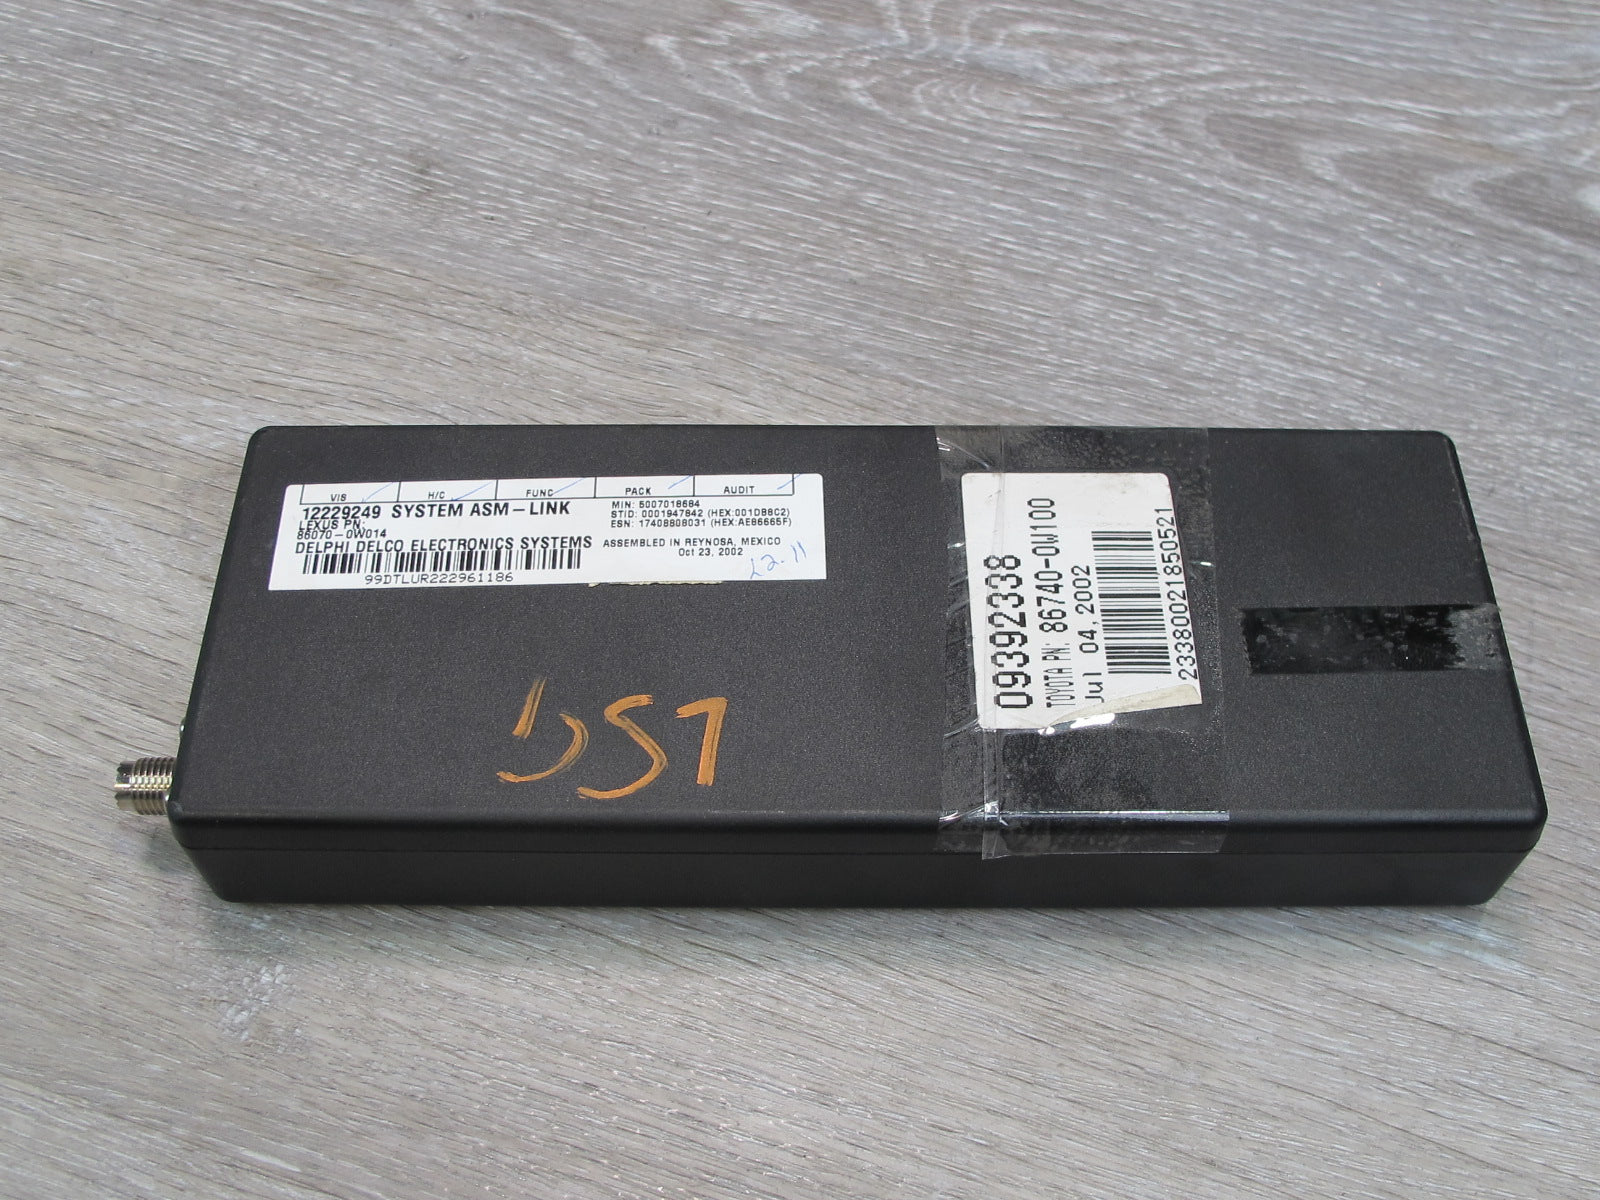 VIS H/C FUNC PACK AUDIT
12229249 SYSTEM ASM-LINK
LEXUS PN:
86070-0W014
DELPHI DELCO ELECTRONICS SYSTEMS
99DTLUR222961186
MIN: 5007018684
STID: 0001947842 (HEX:001DB8C2)
ESN: 17408808031 (HEX:AE86665F)
ASSEMBLED IN REYNOSA, MEXICO
Oct 23, 2002
09392338
TOYOTA PN: 86740-0W100
Jul 04,2002
233800218505​21